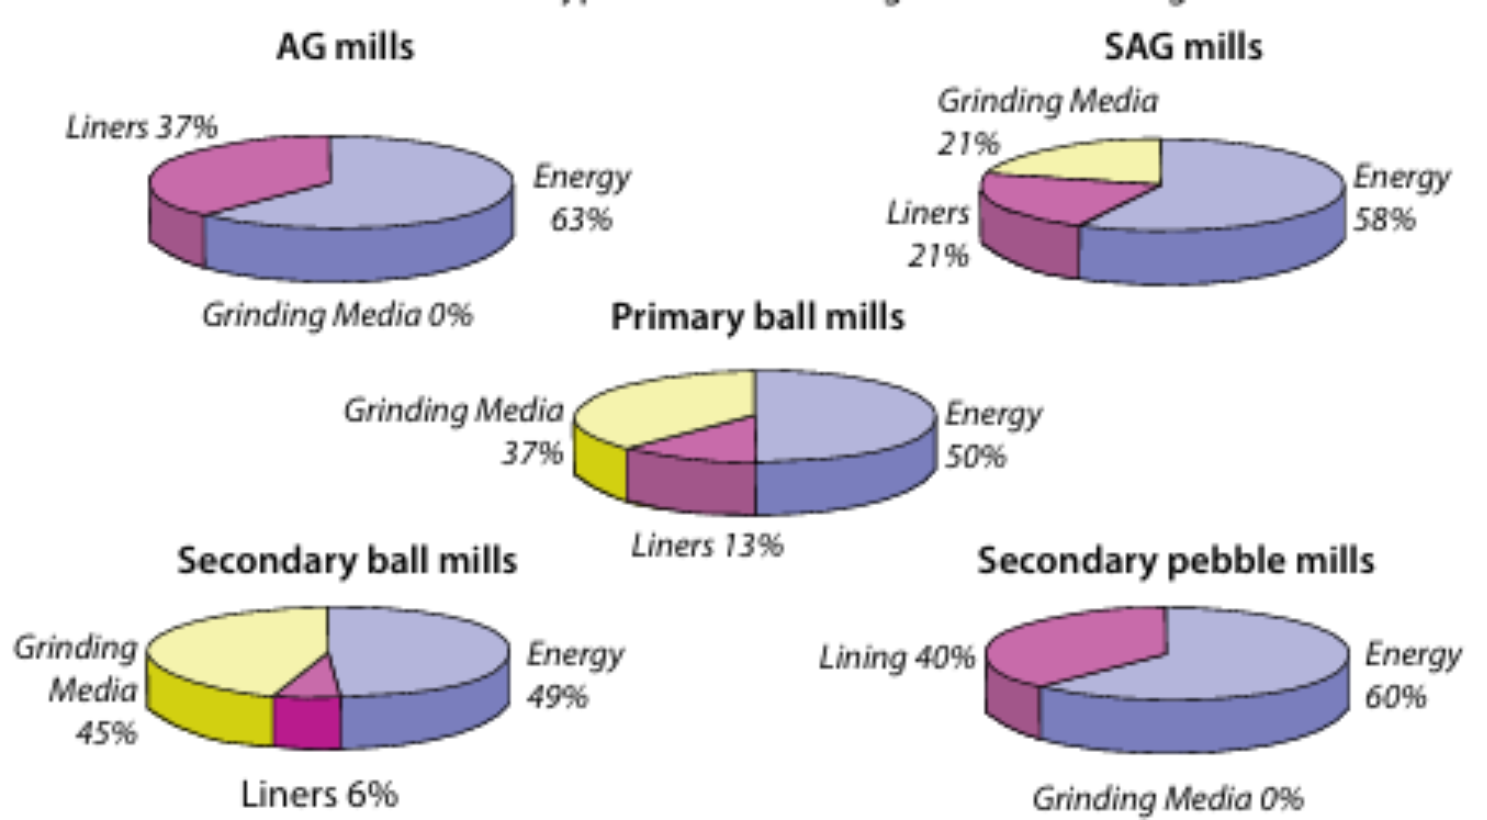 AG mills
Liners 37%
Energy
63%
Grinding Media 0%
SAG mills
Grinding Media
21%
Liners
21%
Energy
58%
Primary ball mills
Grinding Media
37%
Energy
50%
Liners 13%
Secondary ball mills
Grinding
Media
45%
Energy
49%
Liners 6%
Secondary pebble mills
Lining 40%
Energy
60%
Grinding Media 0%